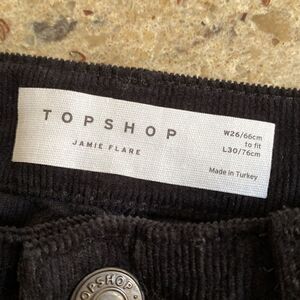 TOPSHOP
JAMIE FLARE
W26/66cm
to fit
L30/76cm
Made in Turkey
TOPSHOP